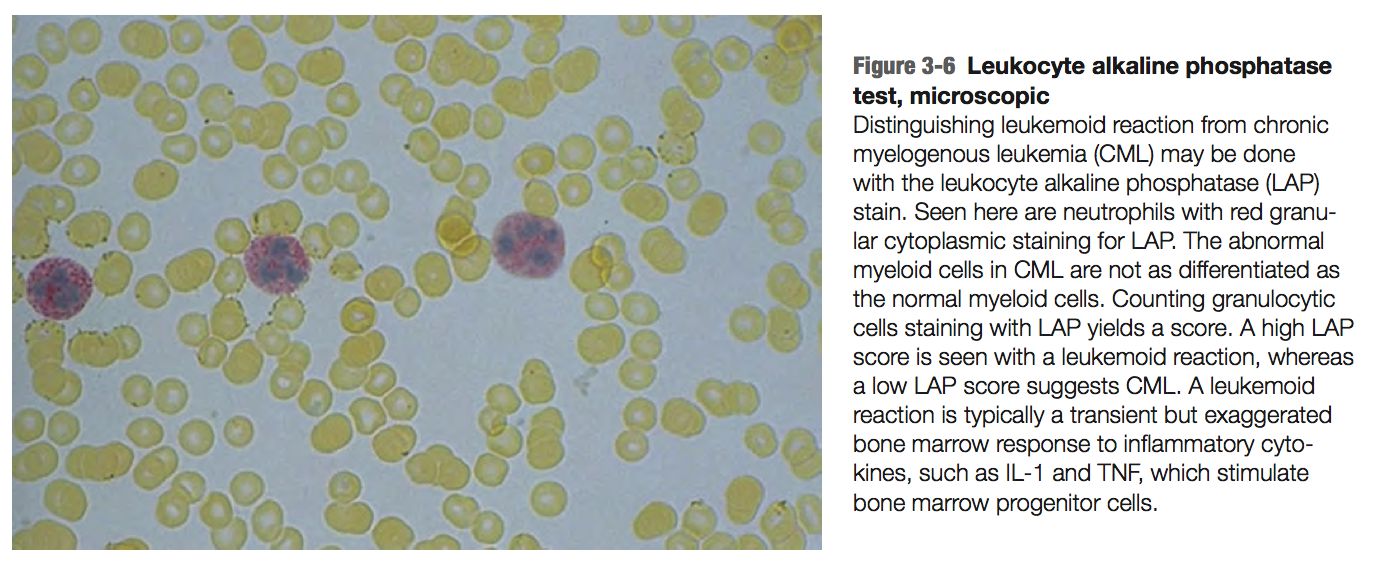 Figure 3-6 Leukocyte alkaline phosphatase
test, microscopic
Distinguishing leukemoid reaction from chronic
myelogenous leukemia (CML) may be done
with the leukocyte alkaline phosphatase (LAP)
stain. Seen here are neutrophils with red granu-
lar cytoplasmic staining for LAP. The abnormal
myeloid cells in CML are not as differentiated as
the normal myeloid cells. Counting granulocytic
cells staining with LAP yields a score. A high LAP
score is seen with a leukemoid reaction, whereas
a low LAP score suggests CML. A leukemoid
reaction is typically a transient but exaggerated
bone marrow response to inflammatory cyto-
kines, such as IL-1 and TNF, which stimulate
bone marrow progenitor cells.